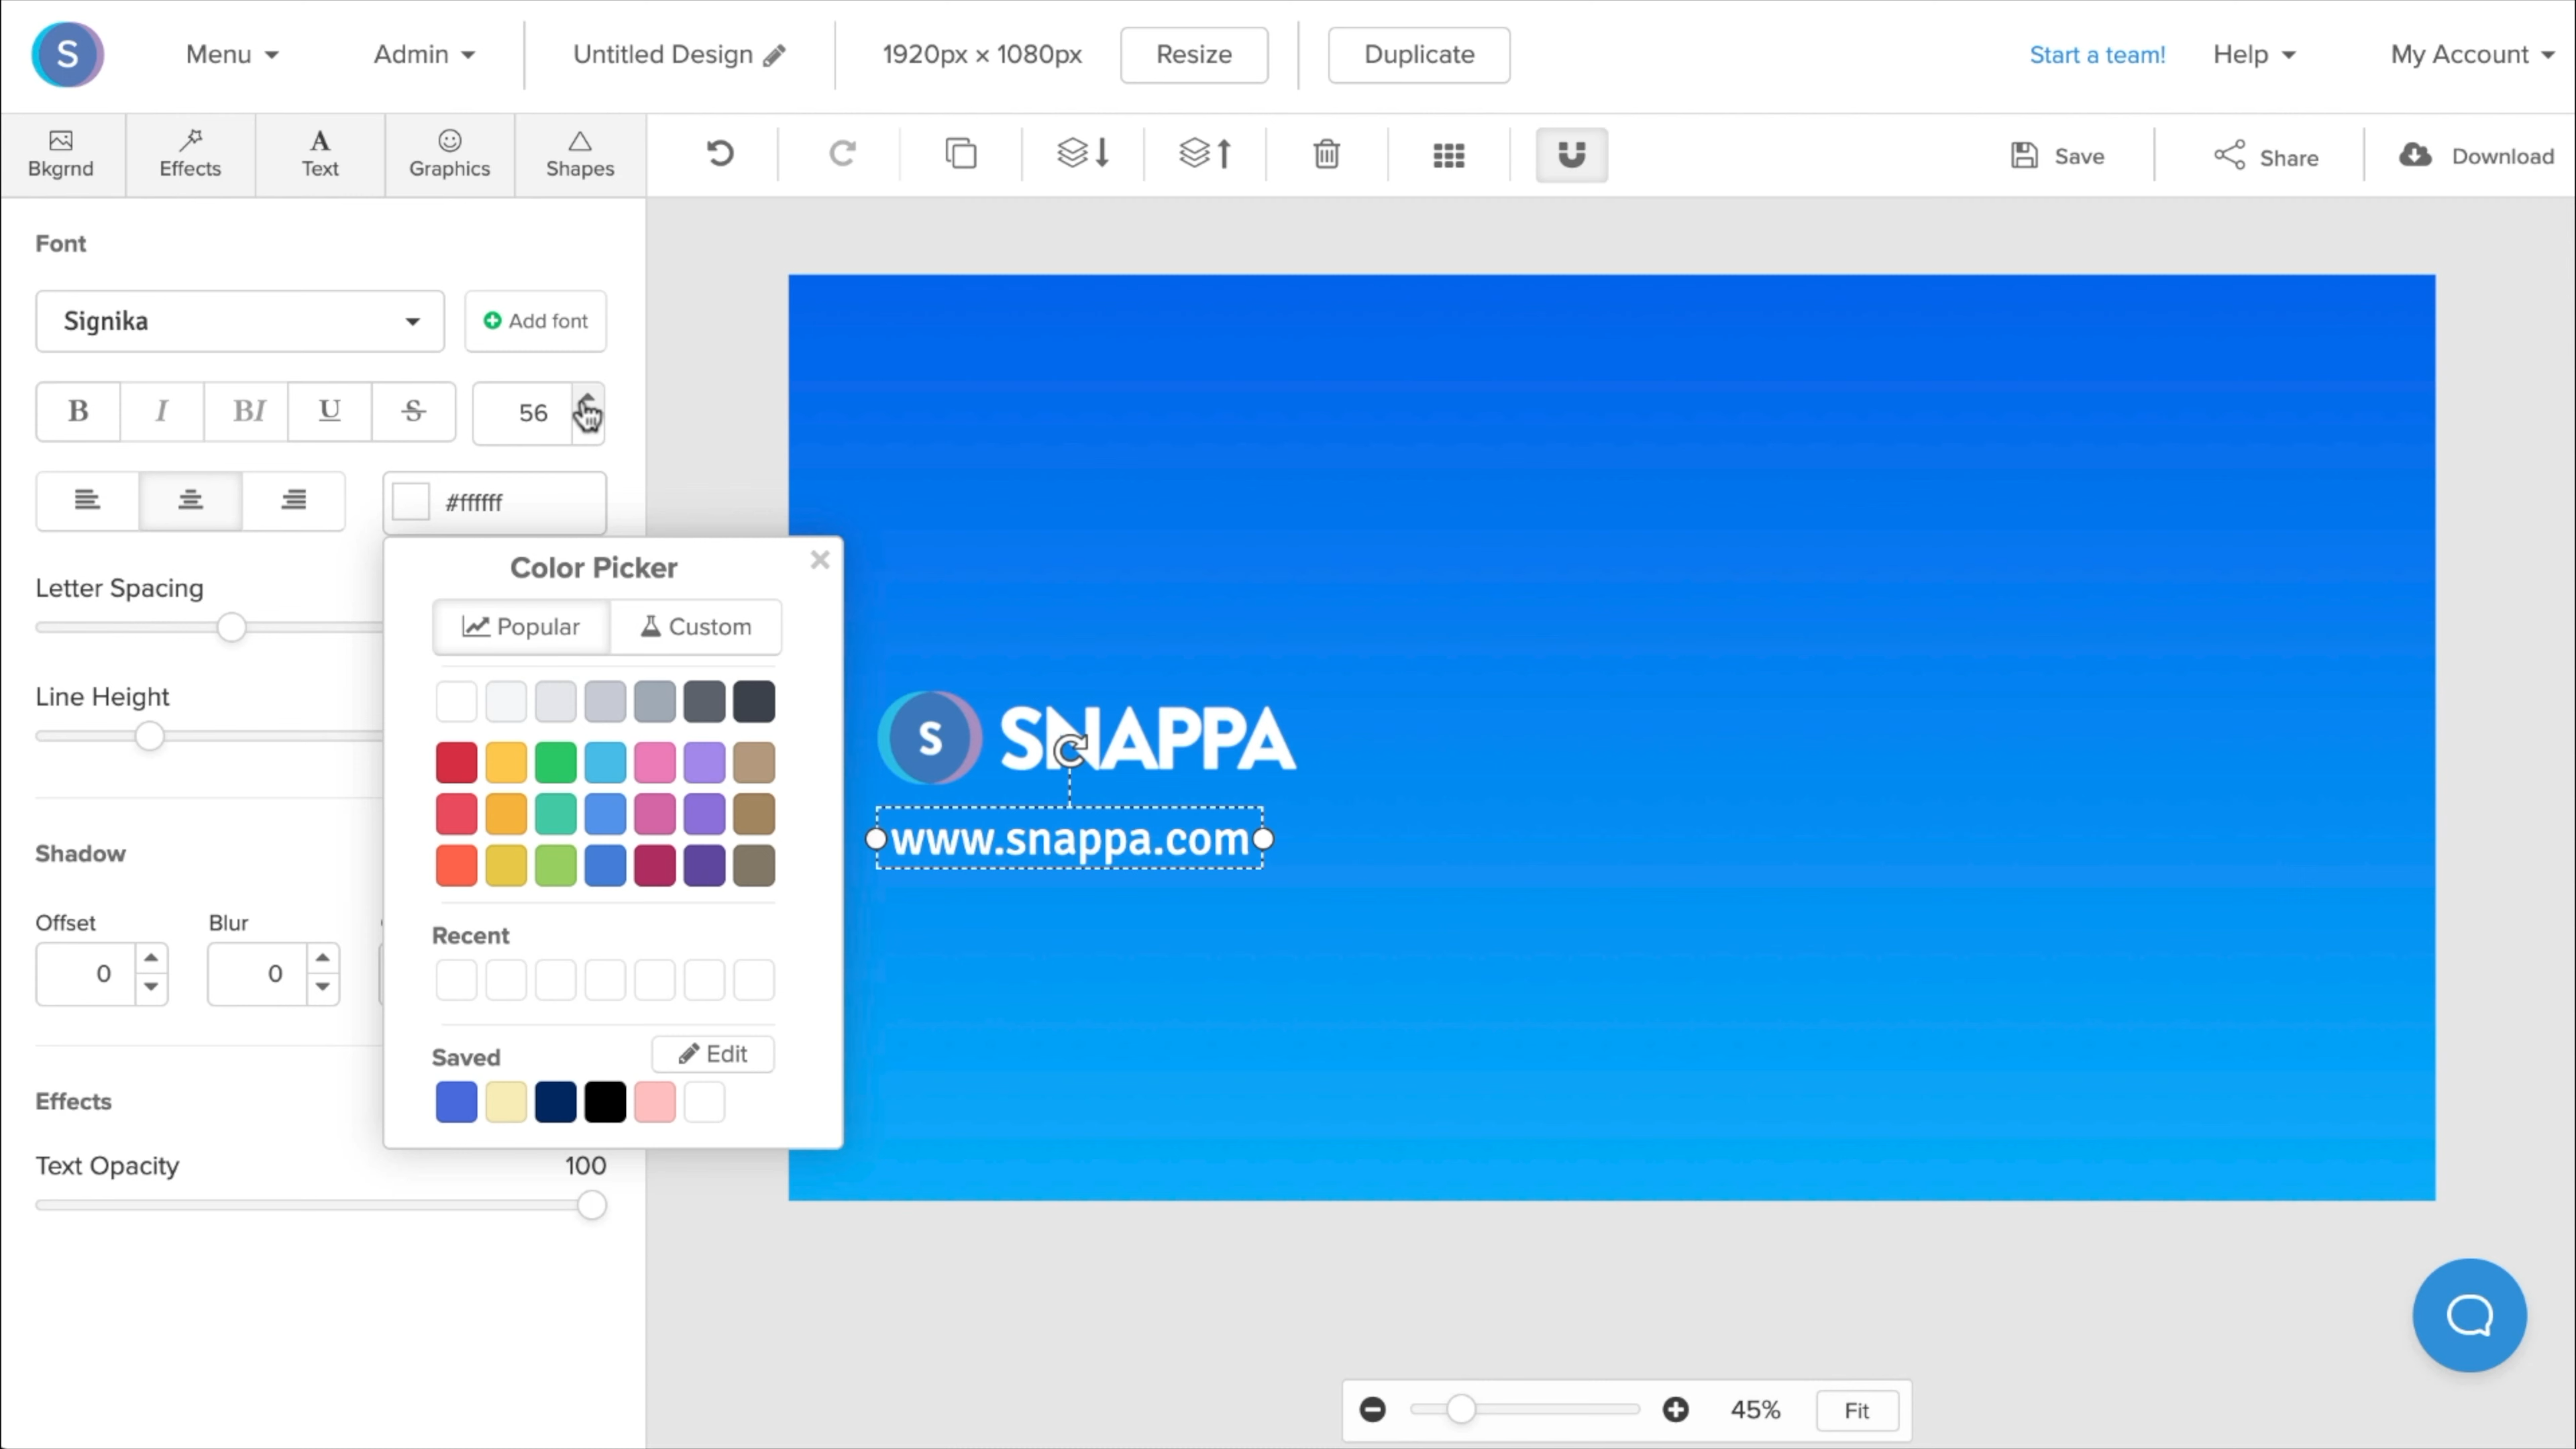 S Menu Admin Untitled Design 1920px × 1080px Resize Duplicate Start a team! Help My Account
Bkgrnd Effects Text Graphics Shapes Save Share Download
Font
Signika Add font
B I BI U S 56
#ffffff
Color Picker
Popular Custom
Letter Spacing
Line Height
S SNAPPA
www.snappa.com
Shadow
Offset Blur
0 0
Recent
Saved Edit
Effects
Text Opacity 100
45% Fit